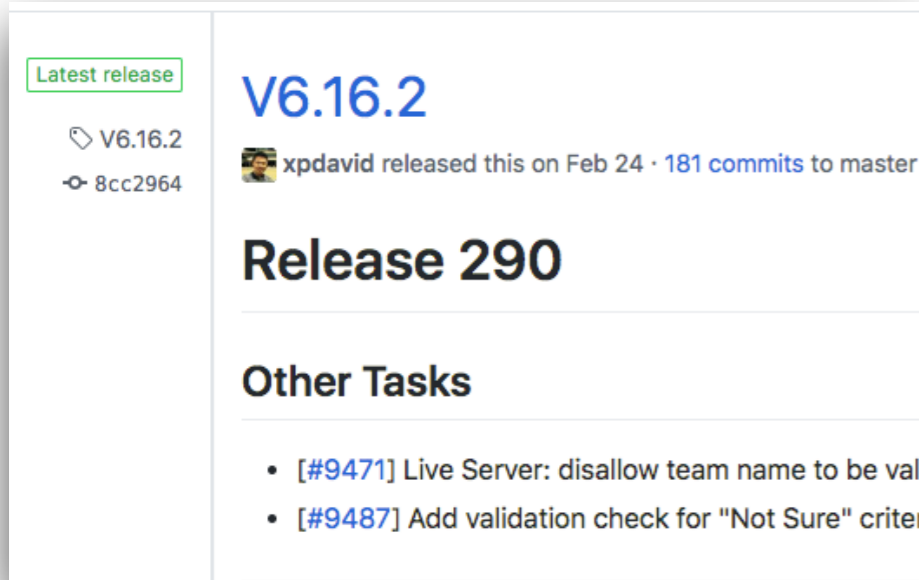 Latest release
V6.16.2
8cc2964
V6.16.2
xpdavid released this on Feb 24 · 181 commits to master
Release 290
Other Tasks
• [#9471] Live Server: disallow team name to be val
• [#9487] Add validation check for "Not Sure" criter